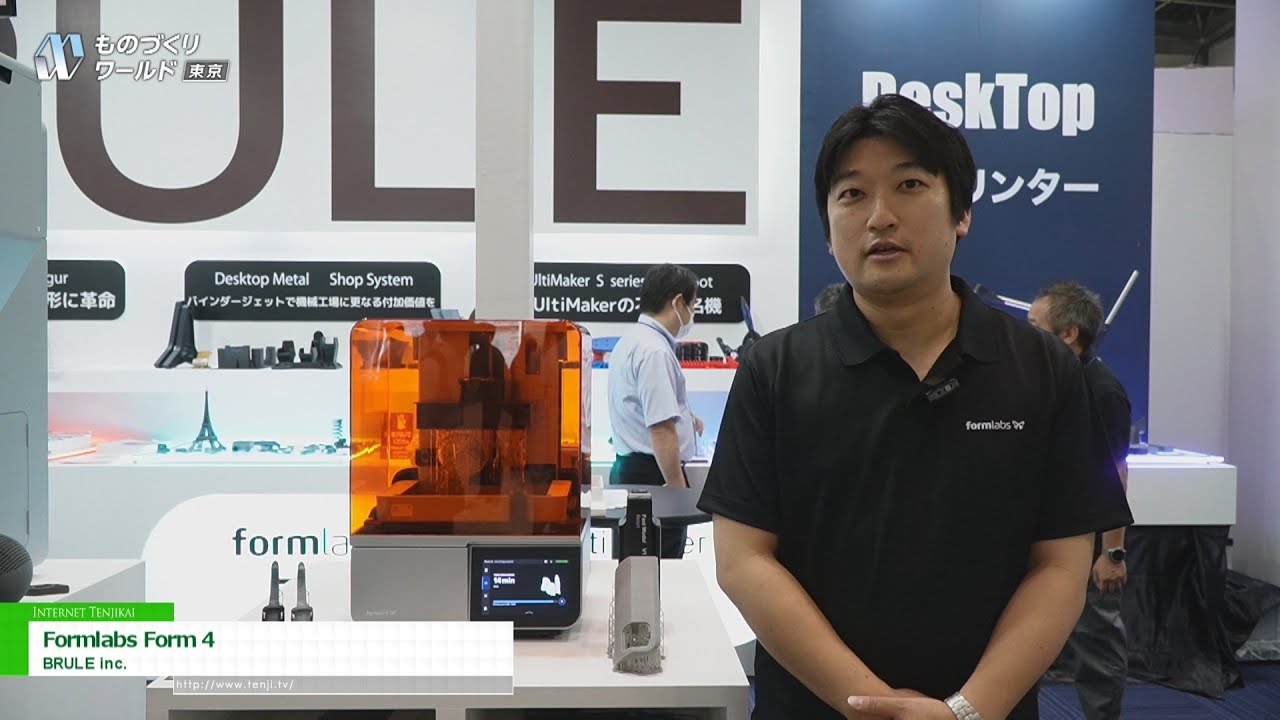 ものづくり
ワールド 東京
ULE
DeskTop
リンター
gur
形に革命
Desktop Metal Shop System
バインダージェットで機械工場に更なる付加価値を
UltiMaker S series
UltiMakerの
名機
formlabs
formla
14min
INTERNET TENJIKAI
Formlabs Form 4
BRULE inc.
http://www.tenji.tv/